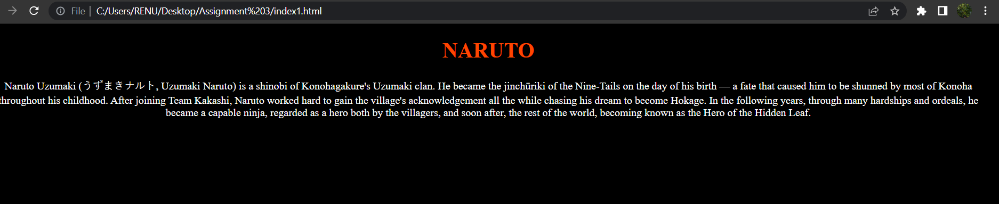 File | C:/Users/RENU/Desktop/Assignment%203/index1.html
NARUTO
Naruto Uzumaki (うずまきナルト, Uzumaki Naruto) is a shinobi of Konohagakure's Uzumaki clan. He became the jinchūriki of the Nine-Tails on the day of his birth — a fate that caused him to be shunned by most of Konoha
throughout his childhood. After joining Team Kakashi, Naruto worked hard to gain the village's acknowledgement all the while chasing his dream to become Hokage. In the following years, through many hardships and ordeals, he
became a capable ninja, regarded as a hero both by the villagers, and soon after, the rest of the world, becoming known as the Hero of the Hidden Leaf.